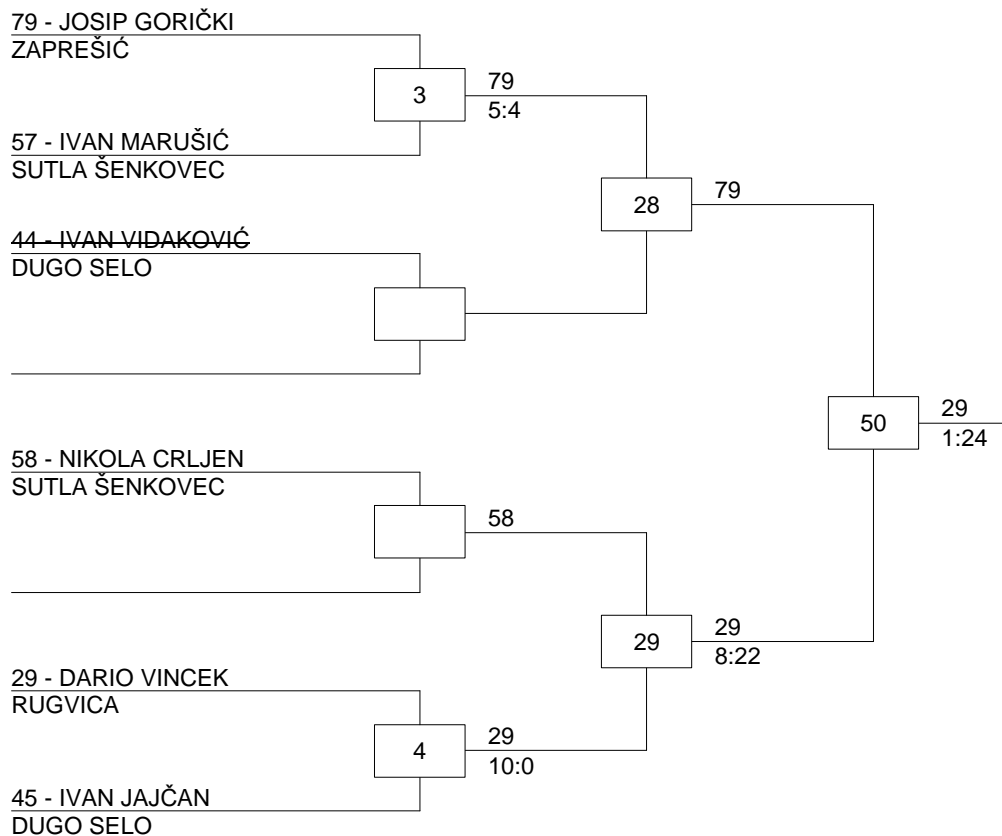 79 - JOSIP GORIČKI
ZAPREŠIĆ
3
79
5:4
57 - IVAN MARUŠIĆ
SUTLA ŠENKOVEC
28
79
44 - IVAN VIDAKOVIĆ
DUGO SELO
50
29
1:24
58 - NIKOLA CRLJEN
SUTLA ŠENKOVEC
58
29
29
8:22
29 - DARIO VINCEK
RUGVICA
4
29
10:0
45 - IVAN JAJČAN
DUGO SELO